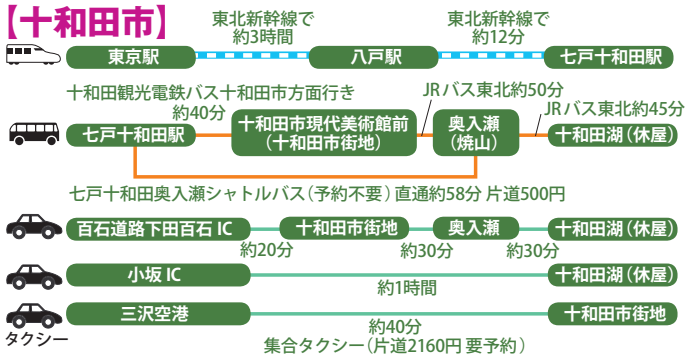 【十和田市】
東北新幹線で
約3時間
東北新幹線で
約12分
東京駅
八戸駅
七戸十和田駅
十和田観光電鉄バス十和田市方面行き
約40分
JRバス東北約50分
JRバス東北約45分
七戸十和田駅
十和田市現代美術館前
（十和田市街地）
奥入瀬
（焼山）
十和田湖（休屋）
七戸十和田奥入瀬シャトルバス（予約不要）直通約58分 片道500円
百石道路下田百石 IC
十和田市街地
奥入瀬
十和田湖（休屋）
約20分
約30分
約30分
小坂 IC
十和田湖（休屋）
約1時間
三沢空港
十和田市街地
タクシー
約40分
集合タクシー（片道2160円 要予約）